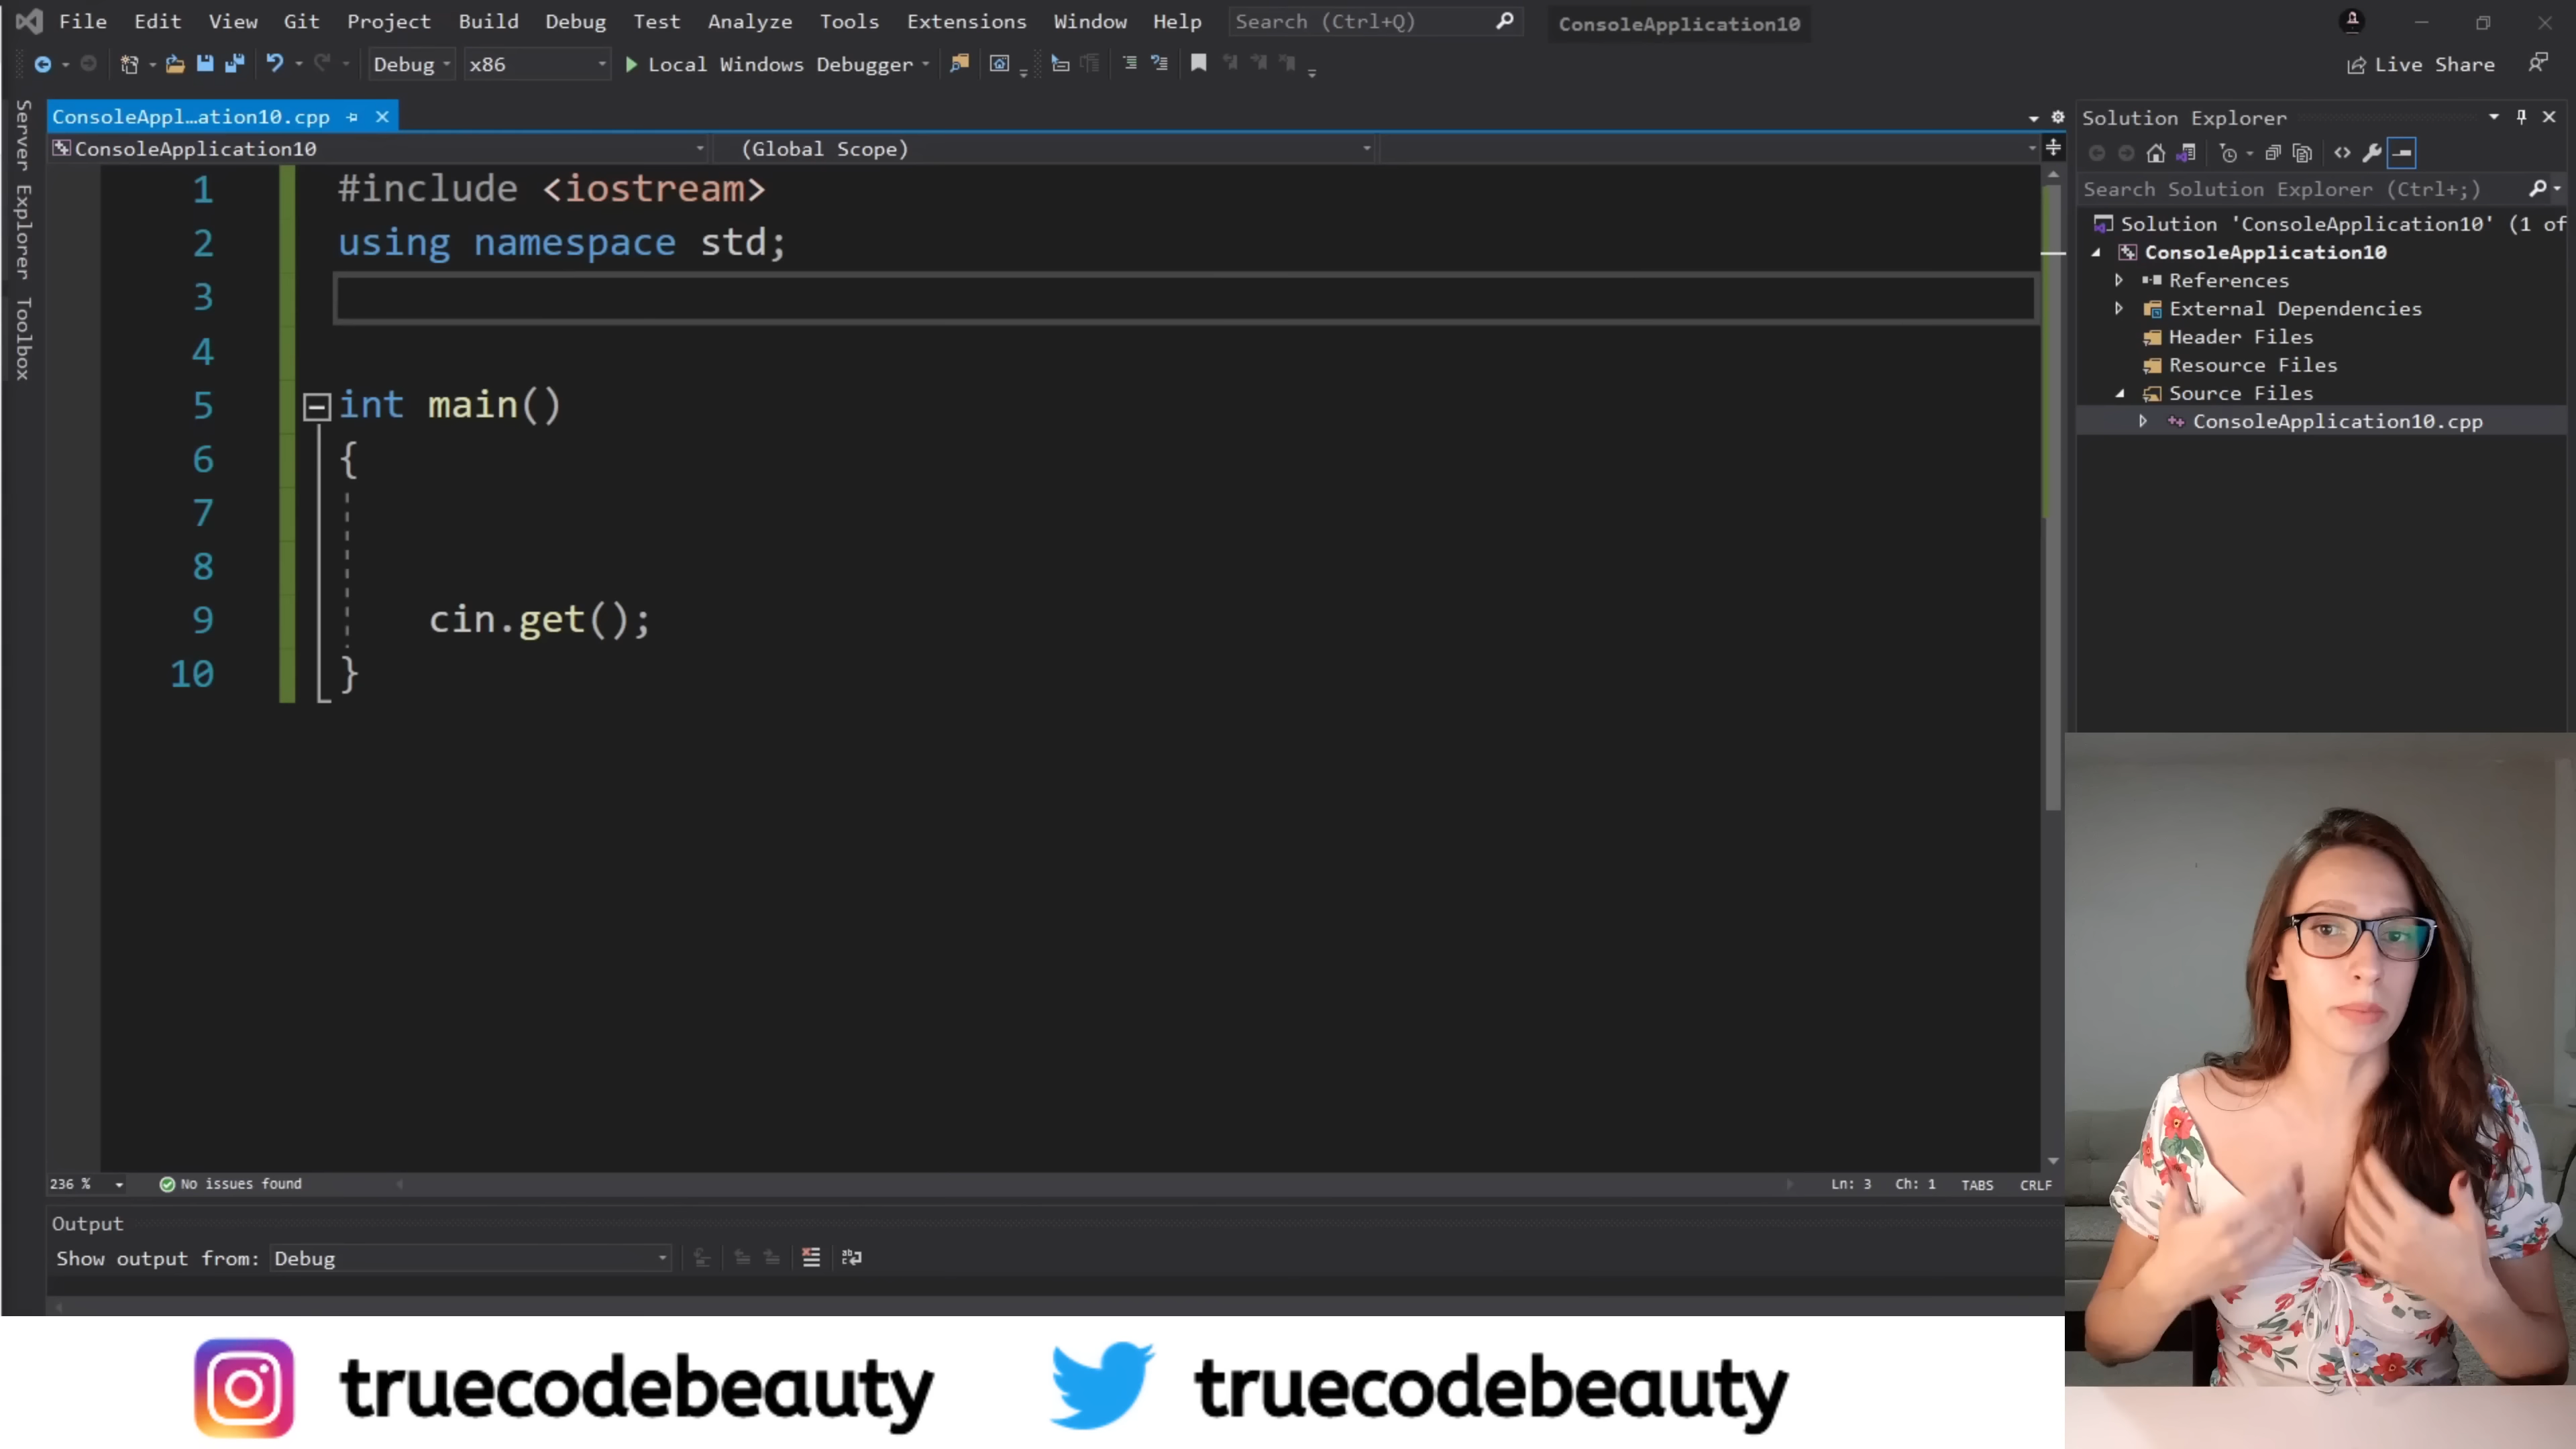 File Edit View Git Project Build Debug Test Analyze Tools Extensions Window Help Search (Ctrl+Q) ConsoleApplication10
Debug x86 Local Windows Debugger Live Share
Server Explorer
Toolbox
ConsoleAppl...ation10.cpp
ConsoleApplication10 (Global Scope)
1 #include <iostream>
2 using namespace std;
3
4
5 int main()
6 {
7
8
9 cin.get();
10 }
236 % No issues found Ln: 3 Ch: 1 TABS CRLF
Output
Show output from: Debug
Solution Explorer
Search Solution Explorer (Ctrl+;)
Solution 'ConsoleApplication10' (1 of
ConsoleApplication10
References
External Dependencies
Header Files
Resource Files
Source Files
ConsoleApplication10.cpp
truecodebeauty truecodebeauty